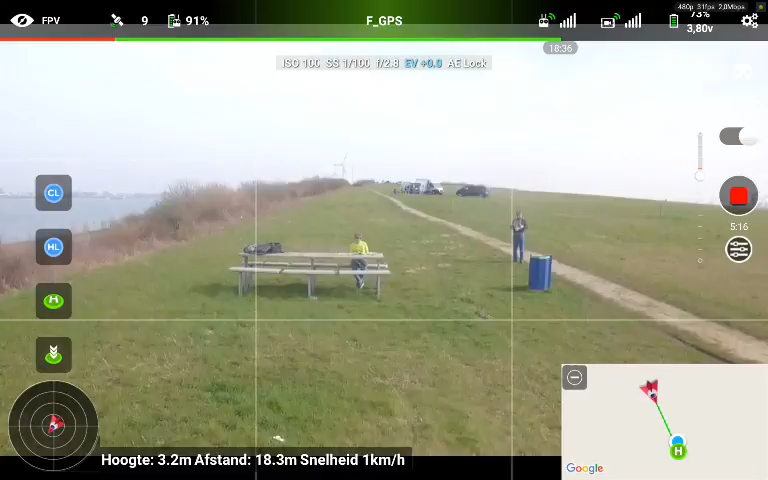 480p 31fps 2,0Mbps
FPV 9 91% F_GPS 73%
3,80v
18:36
ISO 100 SS 1/100 f/2.8 EV +0.0 AE Lock
CL
HL
H
5:16
H
Google
Hoogte: 3.2m Afstand: 18.3m Snelheid 1km/h